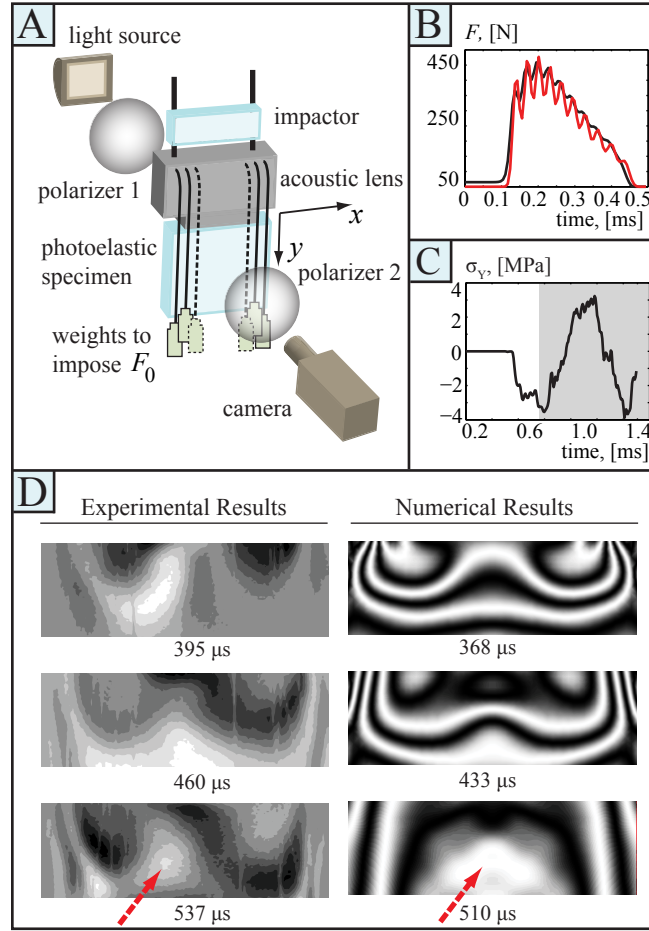 A
light source
impactor
polarizer 1
acoustic lens
x
y
photoelastic
specimen
polarizer 2
weights to
impose F₀
camera
B
F, [N]
450
250
50
0 0.1 0.2 0.3 0.4 0.5
time, [ms]
C
σY, [MPa]
4
2
0
−2
−4
0.2 0.6 1.0 1.4
time, [ms]
D
Experimental Results
Numerical Results
395 μs
368 μs
460 μs
433 μs
537 μs
510 μs